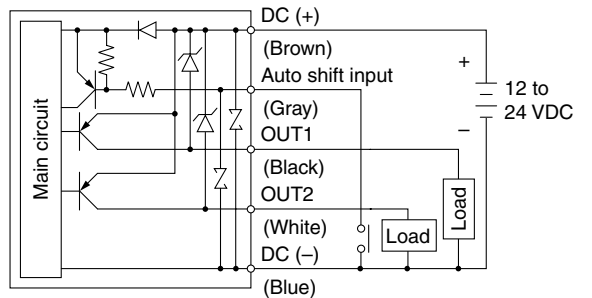 DC (+)
(Brown)
Auto shift input
(Gray)
OUT1
(Black)
OUT2
(White)
DC (–)
(Blue)
Main circuit
Load
Load
+
12 to
24 VDC
–